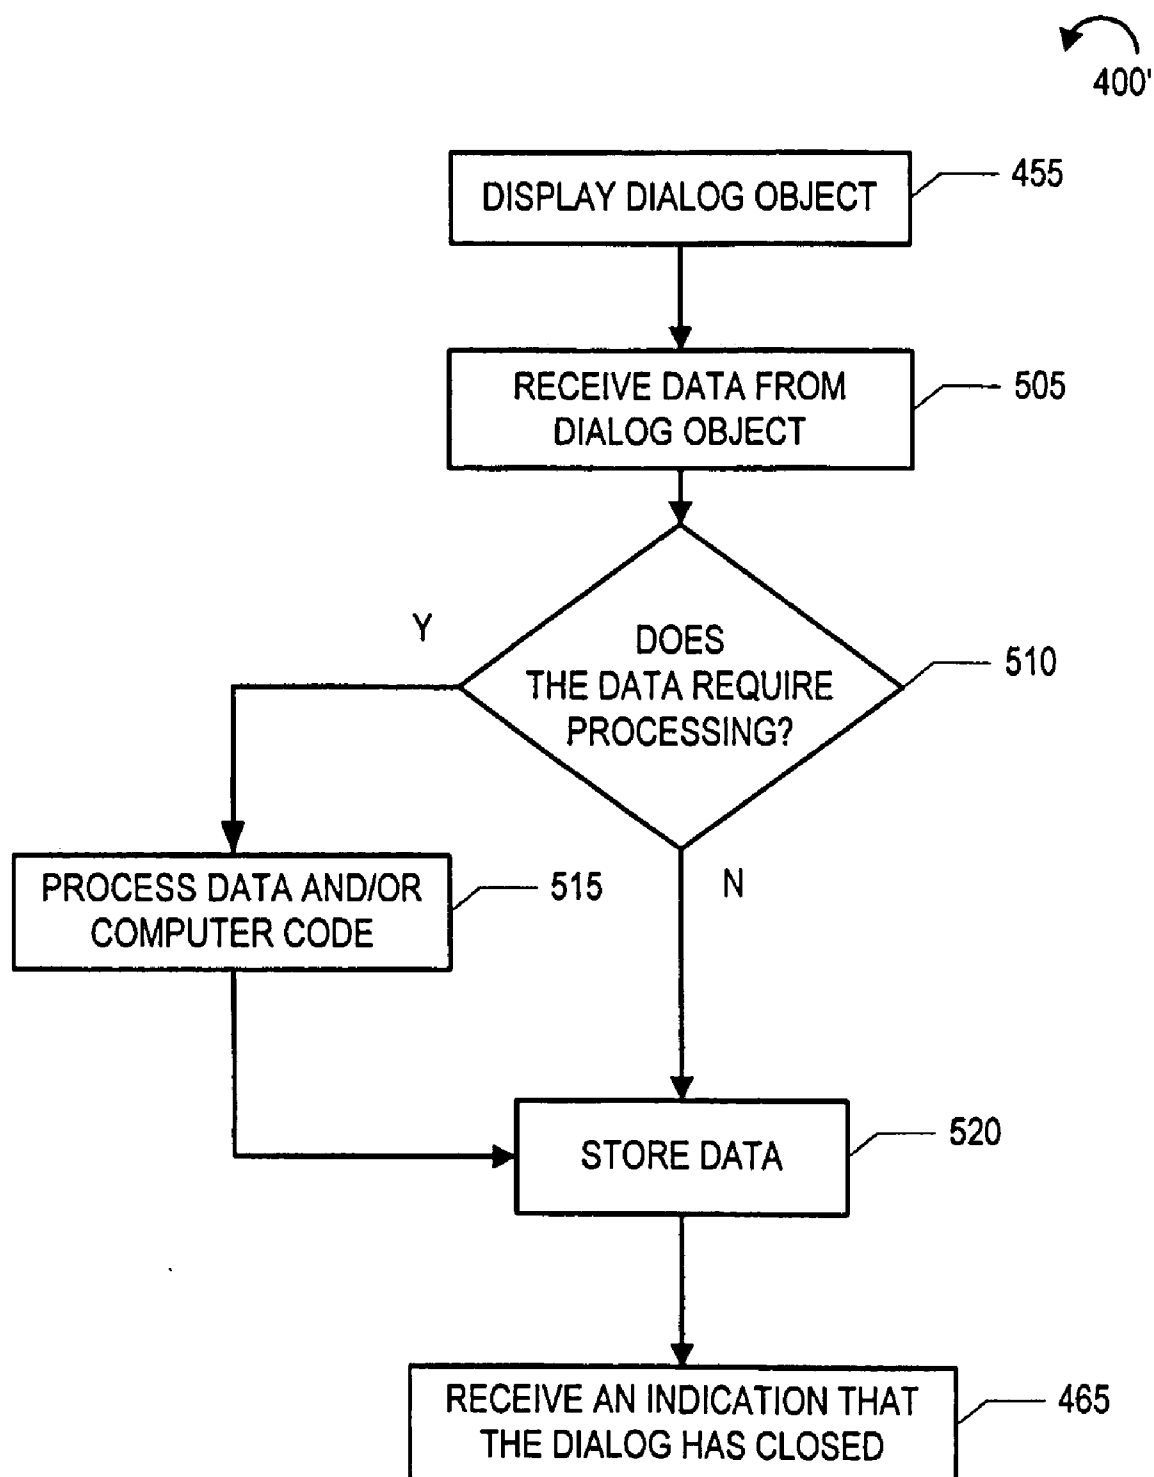 400'
DISPLAY DIALOG OBJECT
455
RECEIVE DATA FROM
DIALOG OBJECT
505
Y
DOES
THE DATA REQUIRE
PROCESSING?
510
PROCESS DATA AND/OR
COMPUTER CODE
515
N
STORE DATA
520
RECEIVE AN INDICATION THAT
THE DIALOG HAS CLOSED
465